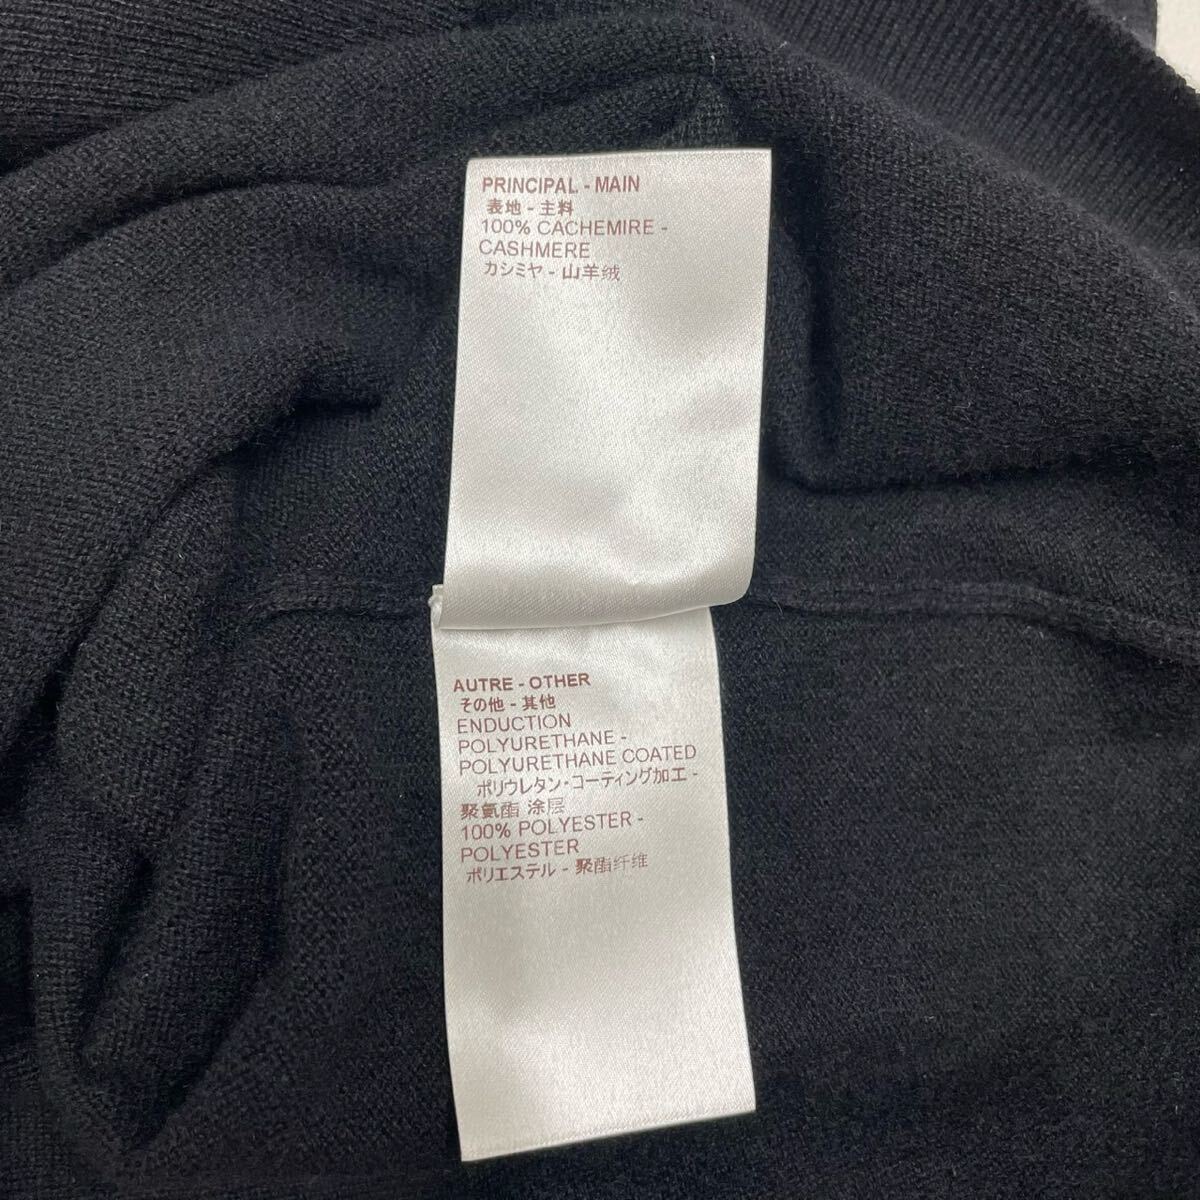 PRINCIPAL - MAIN
表地 - 主料
100% CACHEMIRE -
CASHMERE
カシミヤ - 山羊绒
AUTRE - OTHER
その他 - 其他
ENDUCTION
POLYURETHANE -
POLYURETHANE COATED
ポリウレタン・コーティング加工 -
聚氨酯 涂层
100% POLYESTER -
POLYESTER
ポリエステル - 聚酯纤维